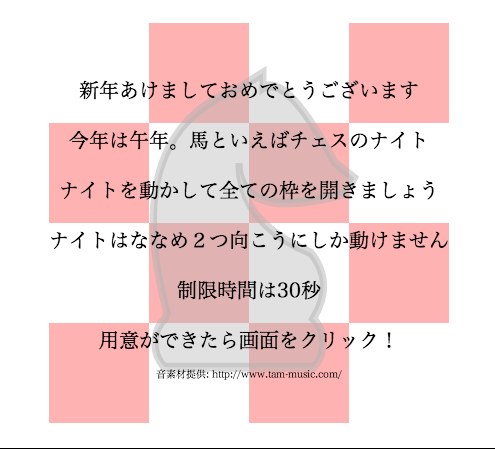 新年あけましておめでとうございます
今年は午年。馬といえばチェスのナイト
ナイトを動かして全ての枠を開きましょう
ナイトはななめ２つ向こうにしか動けません
制限時間は30秒
用意ができたら画面をクリック！
音素材提供: http://www.tam-music.com/